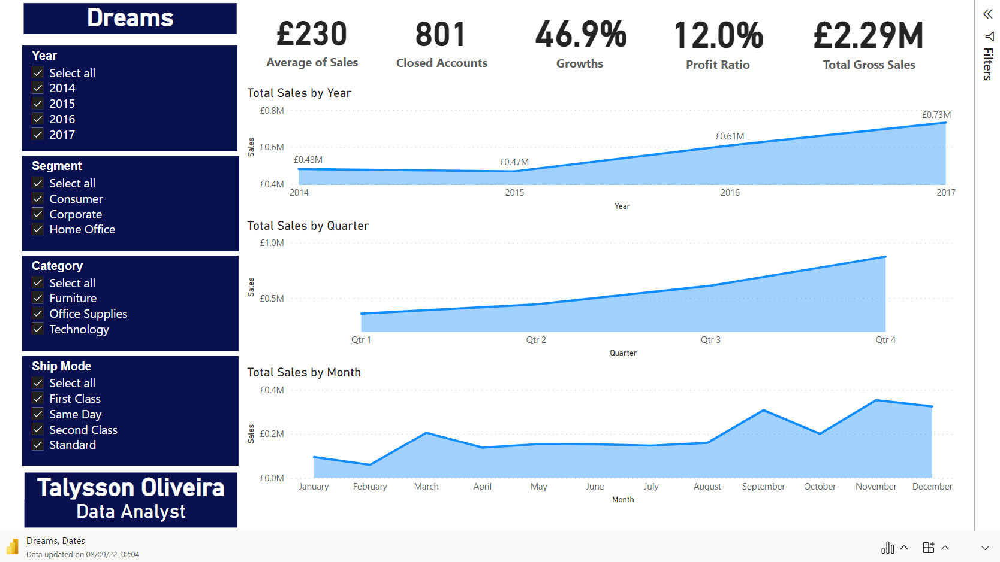 Dreams
Year
Select all
2014
2015
2016
2017
Segment
Select all
Consumer
Corporate
Home Office
Category
Select all
Furniture
Office Supplies
Technology
Ship Mode
Select all
First Class
Same Day
Second Class
Standard
Talysson Oliveira
Data Analyst
£230
Average of Sales
801
Closed Accounts
46.9%
Growths
12.0%
Profit Ratio
£2.29M
Total Gross Sales
Total Sales by Year
£0.8M
£0.6M
£0.4M
Sales
£0.48M
£0.47M
£0.61M
£0.73M
2014 2015 2016 2017
Year
Total Sales by Quarter
£1.0M
£0.5M
Sales
Qtr 1 Qtr 2 Qtr 3 Qtr 4
Quarter
Total Sales by Month
£0.4M
£0.2M
£0.0M
Sales
January February March April May June July August September October November December
Month
Filters
Dreams, Dates
Data updated on 08/09/22, 02:04